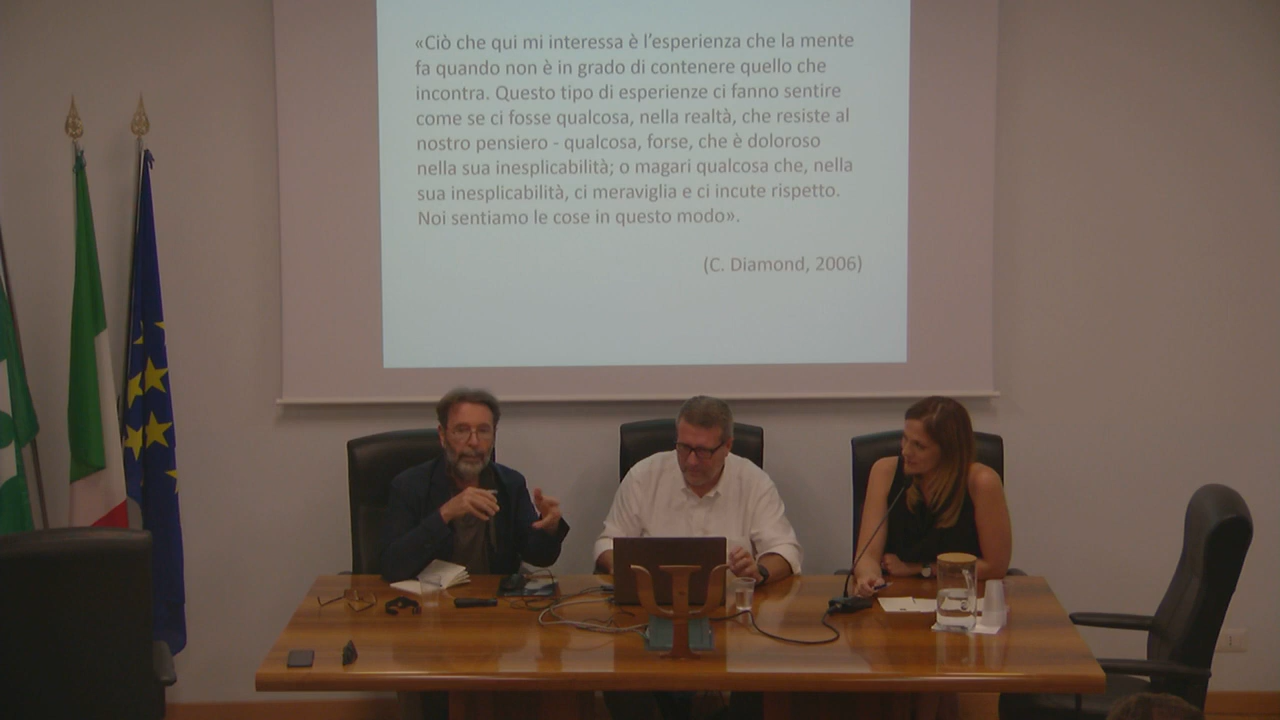 «Ciò che qui mi interessa è l'esperienza che la mente
fa quando non è in grado di contenere quello che
incontra. Questo tipo di esperienze ci fanno sentire
come se ci fosse qualcosa, nella realtà, che resiste al
nostro pensiero - qualcosa, forse, che è doloroso
nella sua inesplicabilità; o magari qualcosa che, nella
sua inesplicabilità, ci meraviglia e ci incute rispetto.
Noi sentiamo le cose in questo modo».
(C. Diamond, 2006)